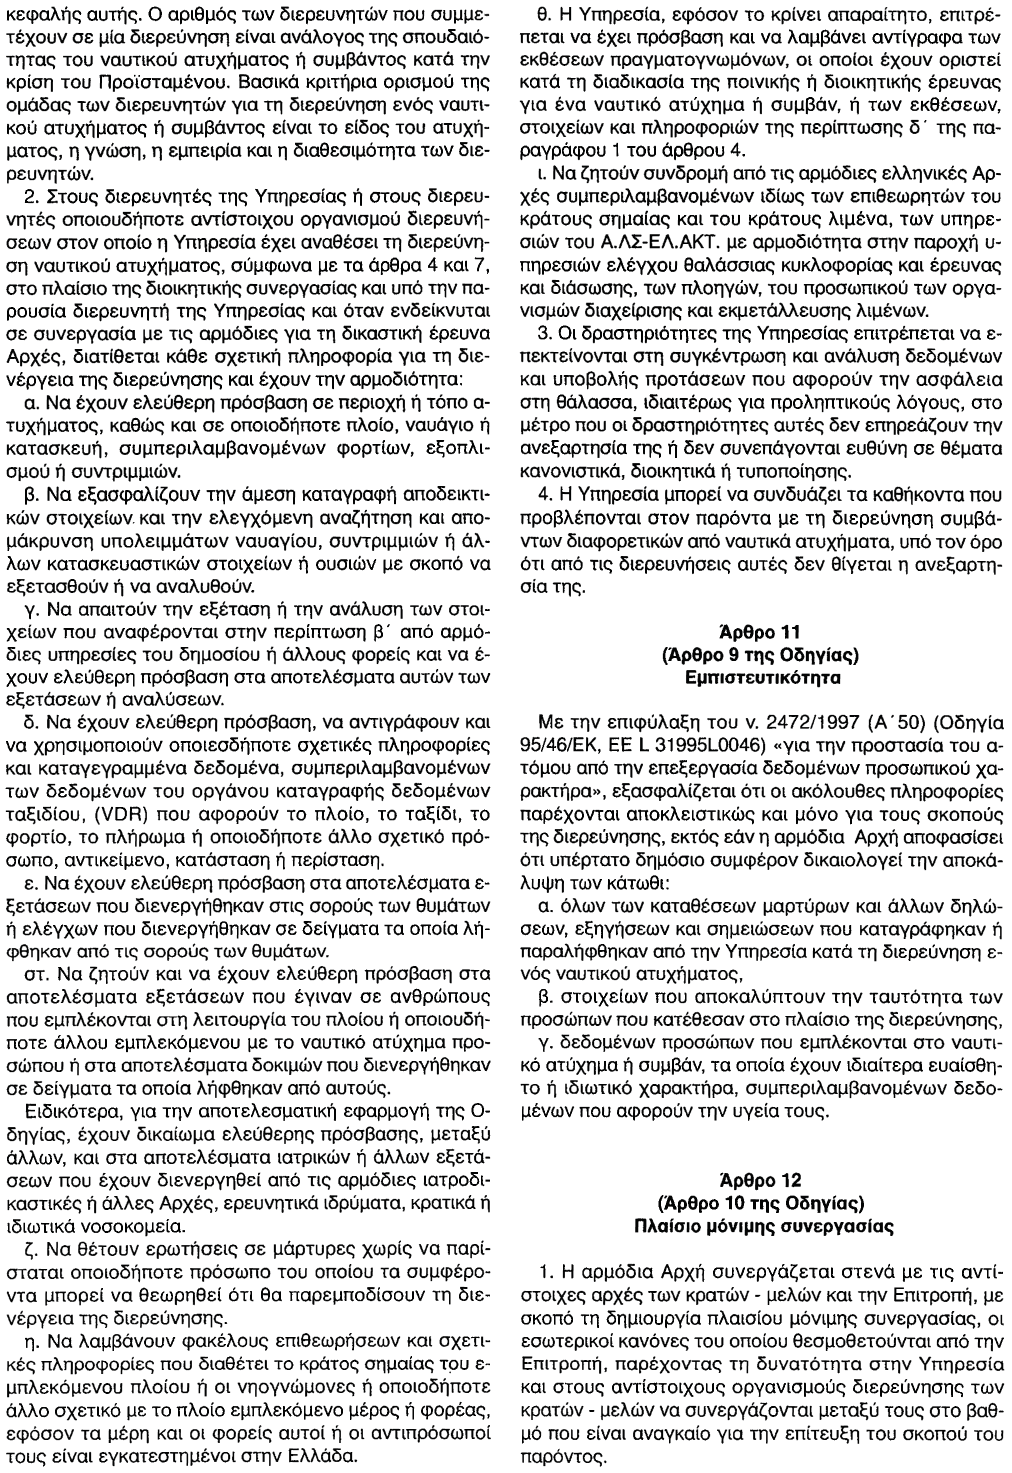 κεφαλής αυτής. Ο αριθμός των διερευνητών που συμμε-
τέχουν σε μία διερεύνηση είναι ανάλογος της σπουδαιό-
τητας του ναυτικού ατυχήματος ή συμβάντος κατά την
κρίση του Προϊσταμένου. Βασικά κριτήρια ορισμού της
ομάδας των διερευνητών για τη διερεύνηση ενός ναυτι-
κού ατυχήματος ή συμβάντος είναι το είδος του ατυχή-
ματος, η γνώση, η εμπειρία και η διαθεσιμότητα των διε-
ρευνητών.
2. Στους διερευνητές της Υπηρεσίας ή στους διερευ-
νητές οποιουδήποτε αντίστοιχου οργανισμού διερευνή-
σεων στον οποίο η Υπηρεσία έχει αναθέσει τη διερεύνη-
ση ναυτικού ατυχήματος, σύμφωνα με τα άρθρα 4 και 7,
στο πλαίσιο της διοικητικής συνεργασίας και υπό την πα-
ρουσία διερευνητή της Υπηρεσίας και όταν ενδείκνυται
σε συνεργασία με τις αρμόδιες για τη δικαστική έρευνα
Αρχές, διατίθεται κάθε σχετική πληροφορία για τη διε-
νέργεια της διερεύνησης και έχουν την αρμοδιότητα:
α. Να έχουν ελεύθερη πρόσβαση σε περιοχή ή τόπο α-
τυχήματος, καθώς και σε οποιοδήποτε πλοίο, ναυάγιο ή
κατασκευή, συμπεριλαμβανομένων φορτίων, εξοπλι-
σμού ή συντριμμιών.
β. Να εξασφαλίζουν την άμεση καταγραφή αποδεικτι-
κών στοιχείων και την ελεγχόμενη αναζήτηση και απο-
μάκρυνση υπολειμμάτων ναυαγίου, συντριμμιών ή άλ-
λων κατασκευαστικών στοιχείων ή ουσιών με σκοπό να
εξετασθούν ή να αναλυθούν.
γ. Να απαιτούν την εξέταση ή την ανάλυση των στοι-
χείων που αναφέρονται στην περίπτωση β΄ από αρμό-
διες υπηρεσίες του δημοσίου ή άλλους φορείς και να έ-
χουν ελεύθερη πρόσβαση στα αποτελέσματα αυτών των
εξετάσεων ή αναλύσεων.
δ. Να έχουν ελεύθερη πρόσβαση, να αντιγράφουν και
να χρησιμοποιούν οποιεσδήποτε σχετικές πληροφορίες
και καταγεγραμμένα δεδομένα, συμπεριλαμβανομένων
των δεδομένων του οργάνου καταγραφής δεδομένων
ταξιδίου, (VDR) που αφορούν το πλοίο, το ταξίδι, το
φορτίο, το πλήρωμα ή οποιοδήποτε άλλο σχετικό πρό-
σωπο, αντικείμενο, κατάσταση ή περίσταση.
ε. Να έχουν ελεύθερη πρόσβαση στα αποτελέσματα ε-
ξετάσεων που διενεργήθηκαν στις σορούς των θυμάτων
ή ελέγχων που διενεργήθηκαν σε δείγματα τα οποία λή-
φθηκαν από τις σορούς των θυμάτων.
στ. Να ζητούν και να έχουν ελεύθερη πρόσβαση στα
αποτελέσματα εξετάσεων που έγιναν σε ανθρώπους
που εμπλέκονται στη λειτουργία του πλοίου ή οποιουδή-
ποτε άλλου εμπλεκόμενου με το ναυτικό ατύχημα προ-
σώπου ή στα αποτελέσματα δοκιμών που διενεργήθηκαν
σε δείγματα τα οποία λήφθηκαν από αυτούς.
Ειδικότερα, για την αποτελεσματική εφαρμογή της Ο-
δηγίας, έχουν δικαίωμα ελεύθερης πρόσβασης, μεταξύ
άλλων, και στα αποτελέσματα ιατρικών ή άλλων εξετά-
σεων που έχουν διενεργηθεί από τις αρμόδιες ιατροδι-
καστικές ή άλλες Αρχές, ερευνητικά ιδρύματα, κρατικά ή
ιδιωτικά νοσοκομεία.
ζ. Να θέτουν ερωτήσεις σε μάρτυρες χωρίς να παρί-
σταται οποιοδήποτε πρόσωπο του οποίου τα συμφέρο-
ντα μπορεί να θεωρηθεί ότι θα παρεμποδίσουν τη διε-
νέργεια της διερεύνησης.
η. Να λαμβάνουν φακέλους επιθεωρήσεων και σχετι-
κές πληροφορίες που διαθέτει το κράτος σημαίας του ε-
μπλεκόμενου πλοίου ή οι νηογνώμονες ή οποιοδήποτε
άλλο σχετικό με το πλοίο εμπλεκόμενο μέρος ή φορέας,
εφόσον τα μέρη και οι φορείς αυτοί ή οι αντιπρόσωποί
τους είναι εγκατεστημένοι στην Ελλάδα.
θ. Η Υπηρεσία, εφόσον το κρίνει απαραίτητο, επιτρέ-
πεται να έχει πρόσβαση και να λαμβάνει αντίγραφα των
εκθέσεων πραγματογνωμόνων, οι οποίοι έχουν οριστεί
κατά τη διαδικασία της ποινικής ή διοικητικής έρευνας
για ένα ναυτικό ατύχημα ή συμβάν, ή των εκθέσεων,
στοιχείων και πληροφοριών της περίπτωσης δ΄ της πα-
ραγράφου 1 του άρθρου 4.
ι. Να ζητούν συνδρομή από τις αρμόδιες ελληνικές Αρ-
χές συμπεριλαμβανομένων ιδίως των επιθεωρητών του
κράτους σημαίας και του κράτους λιμένα, των υπηρε-
σιών του Α.ΛΣ-ΕΛ.ΑΚΤ. με αρμοδιότητα στην παροχή υ-
πηρεσιών ελέγχου θαλάσσιας κυκλοφορίας και έρευνας
και διάσωσης, των πλοηγών, του προσωπικού των οργα-
νισμών διαχείρισης και εκμετάλλευσης λιμένων.
3. Οι δραστηριότητες της Υπηρεσίας επιτρέπεται να ε-
πεκτείνονται στη συγκέντρωση και ανάλυση δεδομένων
και υποβολής προτάσεων που αφορούν την ασφάλεια
στη θάλασσα, ιδιαιτέρως για προληπτικούς λόγους, στο
μέτρο που οι δραστηριότητες αυτές δεν επηρεάζουν την
ανεξαρτησία της ή δεν συνεπάγονται ευθύνη σε θέματα
κανονιστικά, διοικητικά ή τυποποίησης.
4. Η Υπηρεσία μπορεί να συνδυάζει τα καθήκοντα που
προβλέπονται στον παρόντα με τη διερεύνηση συμβά-
ντων διαφορετικών από ναυτικά ατυχήματα, υπό τον όρο
ότι από τις διερευνήσεις αυτές δεν θίγεται η ανεξαρτη-
σία της.
Άρθρο 11
(Άρθρο 9 της Οδηγίας)
Εμπιστευτικότητα
Με την επιφύλαξη του ν. 2472/1997 (Α΄50) (Οδηγία
95/46/ΕΚ, ΕΕ L 31995L0046) «για την προστασία του α-
τόμου από την επεξεργασία δεδομένων προσωπικού χα-
ρακτήρα», εξασφαλίζεται ότι οι ακόλουθες πληροφορίες
παρέχονται αποκλειστικώς και μόνο για τους σκοπούς
της διερεύνησης, εκτός εάν η αρμόδια Αρχή αποφασίσει
ότι υπέρτατο δημόσιο συμφέρον δικαιολογεί την αποκά-
λυψη των κάτωθι:
α. όλων των καταθέσεων μαρτύρων και άλλων δηλώ-
σεων, εξηγήσεων και σημειώσεων που καταγράφηκαν ή
παραλήφθηκαν από την Υπηρεσία κατά τη διερεύνηση ε-
νός ναυτικού ατυχήματος,
β. στοιχείων που αποκαλύπτουν την ταυτότητα των
προσώπων που κατέθεσαν στο πλαίσιο της διερεύνησης,
γ. δεδομένων προσώπων που εμπλέκονται στο ναυτι-
κό ατύχημα ή συμβάν, τα οποία έχουν ιδιαίτερα ευαίσθη-
το ή ιδιωτικό χαρακτήρα, συμπεριλαμβανομένων δεδο-
μένων που αφορούν την υγεία τους.
Άρθρο 12
(Άρθρο 10 της Οδηγίας)
Πλαίσιο μόνιμης συνεργασίας
1. Η αρμόδια Αρχή συνεργάζεται στενά με τις αντί-
στοιχες αρχές των κρατών - μελών και την Επιτροπή, με
σκοπό τη δημιουργία πλαισίου μόνιμης συνεργασίας, οι
εσωτερικοί κανόνες του οποίου θεσμοθετούνται από την
Επιτροπή, παρέχοντας τη δυνατότητα στην Υπηρεσία
και στους αντίστοιχους οργανισμούς διερεύνησης των
κρατών - μελών να συνεργάζονται μεταξύ τους στο βαθ-
μό που είναι αναγκαίο για την επίτευξη του σκοπού του
παρόντος.